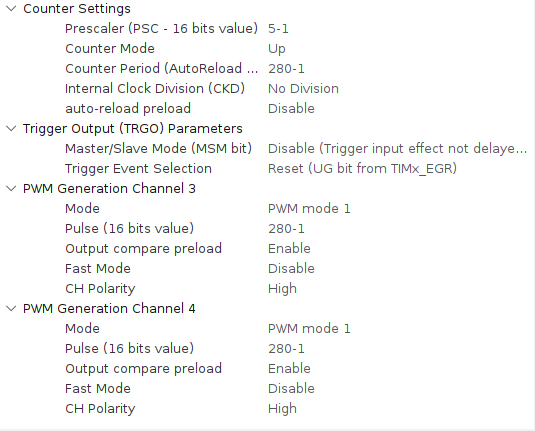 Counter Settings
Prescaler (PSC - 16 bits value) 5-1
Counter Mode Up
Counter Period (AutoReload ... 280-1
Internal Clock Division (CKD) No Division
auto-reload preload Disable
Trigger Output (TRGO) Parameters
Master/Slave Mode (MSM bit) Disable (Trigger input effect not delaye...
Trigger Event Selection Reset (UG bit from TIMx_EGR)
PWM Generation Channel 3
Mode PWM mode 1
Pulse (16 bits value) 280-1
Output compare preload Enable
Fast Mode Disable
CH Polarity High
PWM Generation Channel 4
Mode PWM mode 1
Pulse (16 bits value) 280-1
Output compare preload Enable
Fast Mode Disable
CH Polarity High